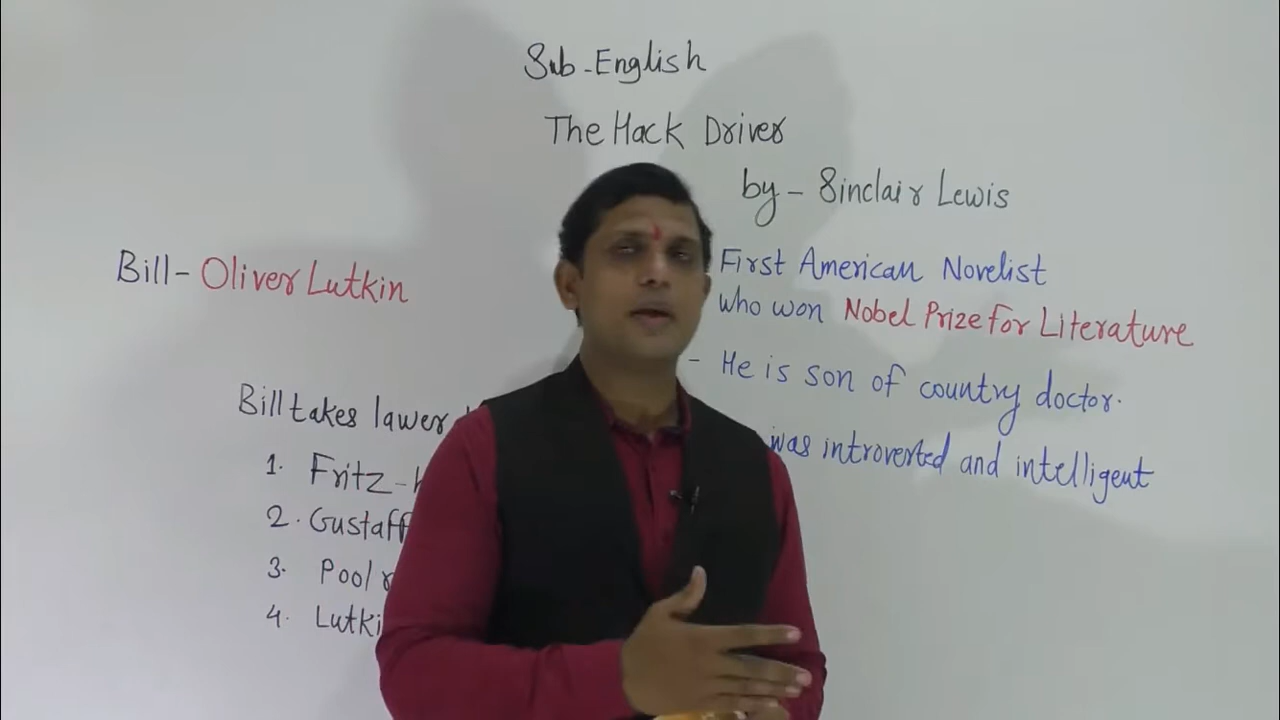 Sub - English
The Hack Driver
by - Sinclair Lewis
Bill - Oliver Lutkin
First American Novelist
who won Nobel Prize for Literature
- He is son of country doctor.
was introverted and intelligent
Bill takes lawer
1. Fritz -
2. Gustaff
3. Pool
4.